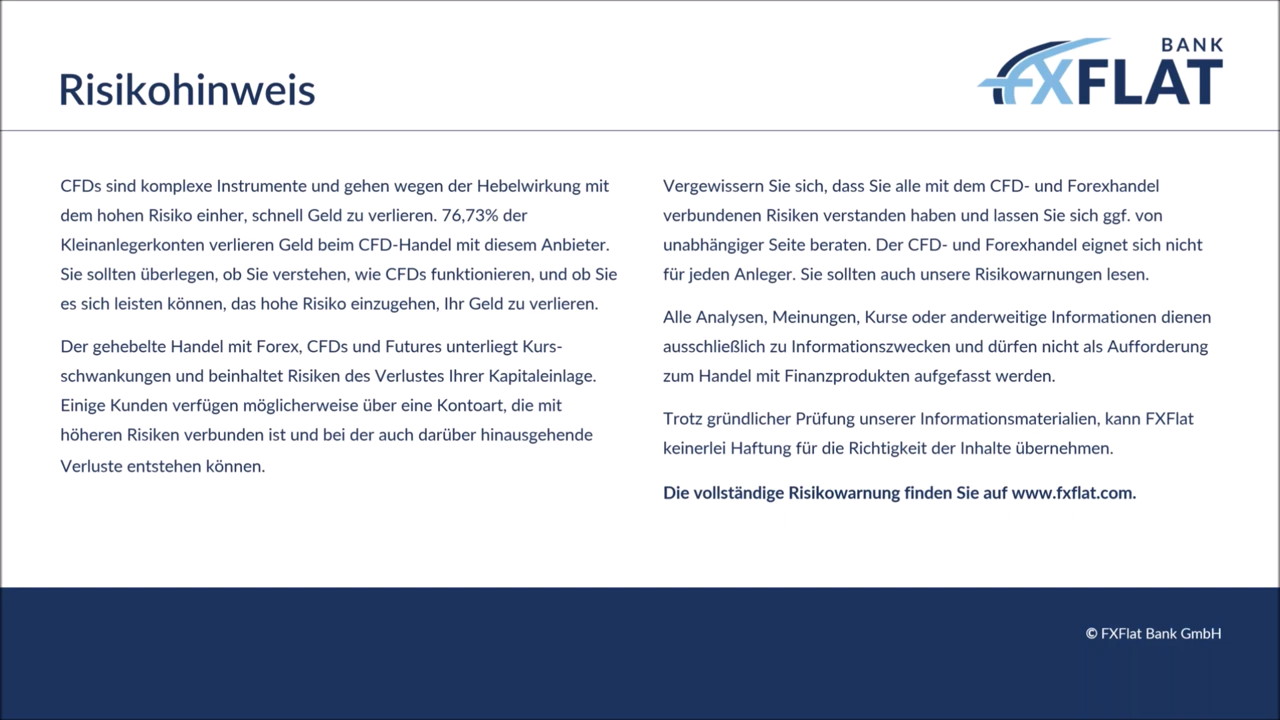 Risikohinweis
BANK
FXFLAT
CFDs sind komplexe Instrumente und gehen wegen der Hebelwirkung mit
dem hohen Risiko einher, schnell Geld zu verlieren. 76,73% der
Kleinanlegerkonten verlieren Geld beim CFD-Handel mit diesem Anbieter.
Sie sollten überlegen, ob Sie verstehen, wie CFDs funktionieren, und ob Sie
es sich leisten können, das hohe Risiko einzugehen, Ihr Geld zu verlieren.
Der gehebelte Handel mit Forex, CFDs und Futures unterliegt Kurs-
schwankungen und beinhaltet Risiken des Verlustes Ihrer Kapitaleinlage.
Einige Kunden verfügen möglicherweise über eine Kontoart, die mit
höheren Risiken verbunden ist und bei der auch darüber hinausgehende
Verluste entstehen können.
Vergewissern Sie sich, dass Sie alle mit dem CFD- und Forexhandel
verbundenen Risiken verstanden haben und lassen Sie sich ggf. von
unabhängiger Seite beraten. Der CFD- und Forexhandel eignet sich nicht
für jeden Anleger. Sie sollten auch unsere Risikowarnungen lesen.
Alle Analysen, Meinungen, Kurse oder anderweitige Informationen dienen
ausschließlich zu Informationszwecken und dürfen nicht als Aufforderung
zum Handel mit Finanzprodukten aufgefasst werden.
Trotz gründlicher Prüfung unserer Informationsmaterialien, kann FXFlat
keinerlei Haftung für die Richtigkeit der Inhalte übernehmen.
Die vollständige Risikowarnung finden Sie auf www.fxflat.com.
© FXFlat Bank GmbH